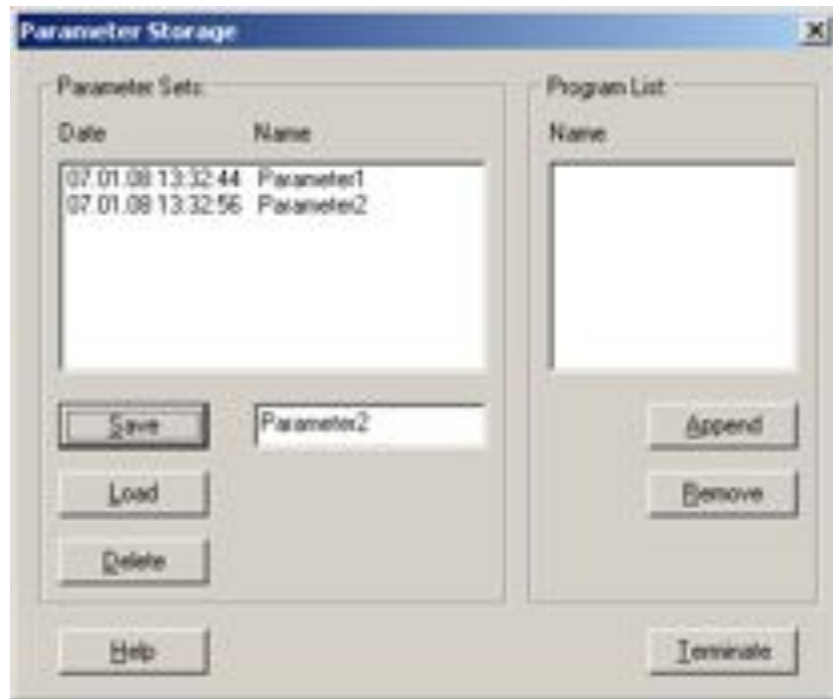 Parameter Storage
Parameter Sets
Date Name
07.01.08 13:32:44 Parameter1
07.01.08 13:32:56 Parameter2
Save Parameter2
Load
Delete
Help
Program List
Name
Append
Remove
Terminate